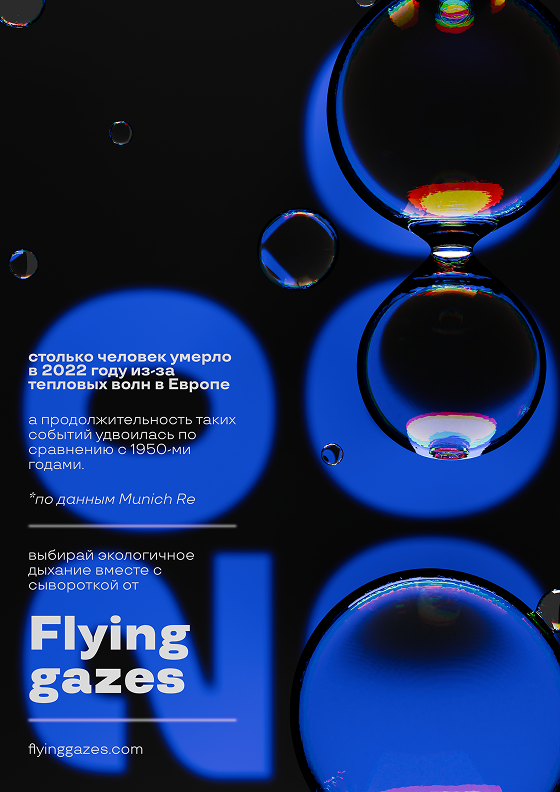 столько человек умерло
в 2022 году из-за
тепловых волн в Европе
а продолжительность таких
событий удвоилась по
сравнению с 1950-ми
годами.
*по данным Munich Re
выбирай экологичное
дыхание вместе с
сывороткой от
Flying
gazes
flyinggazes.com